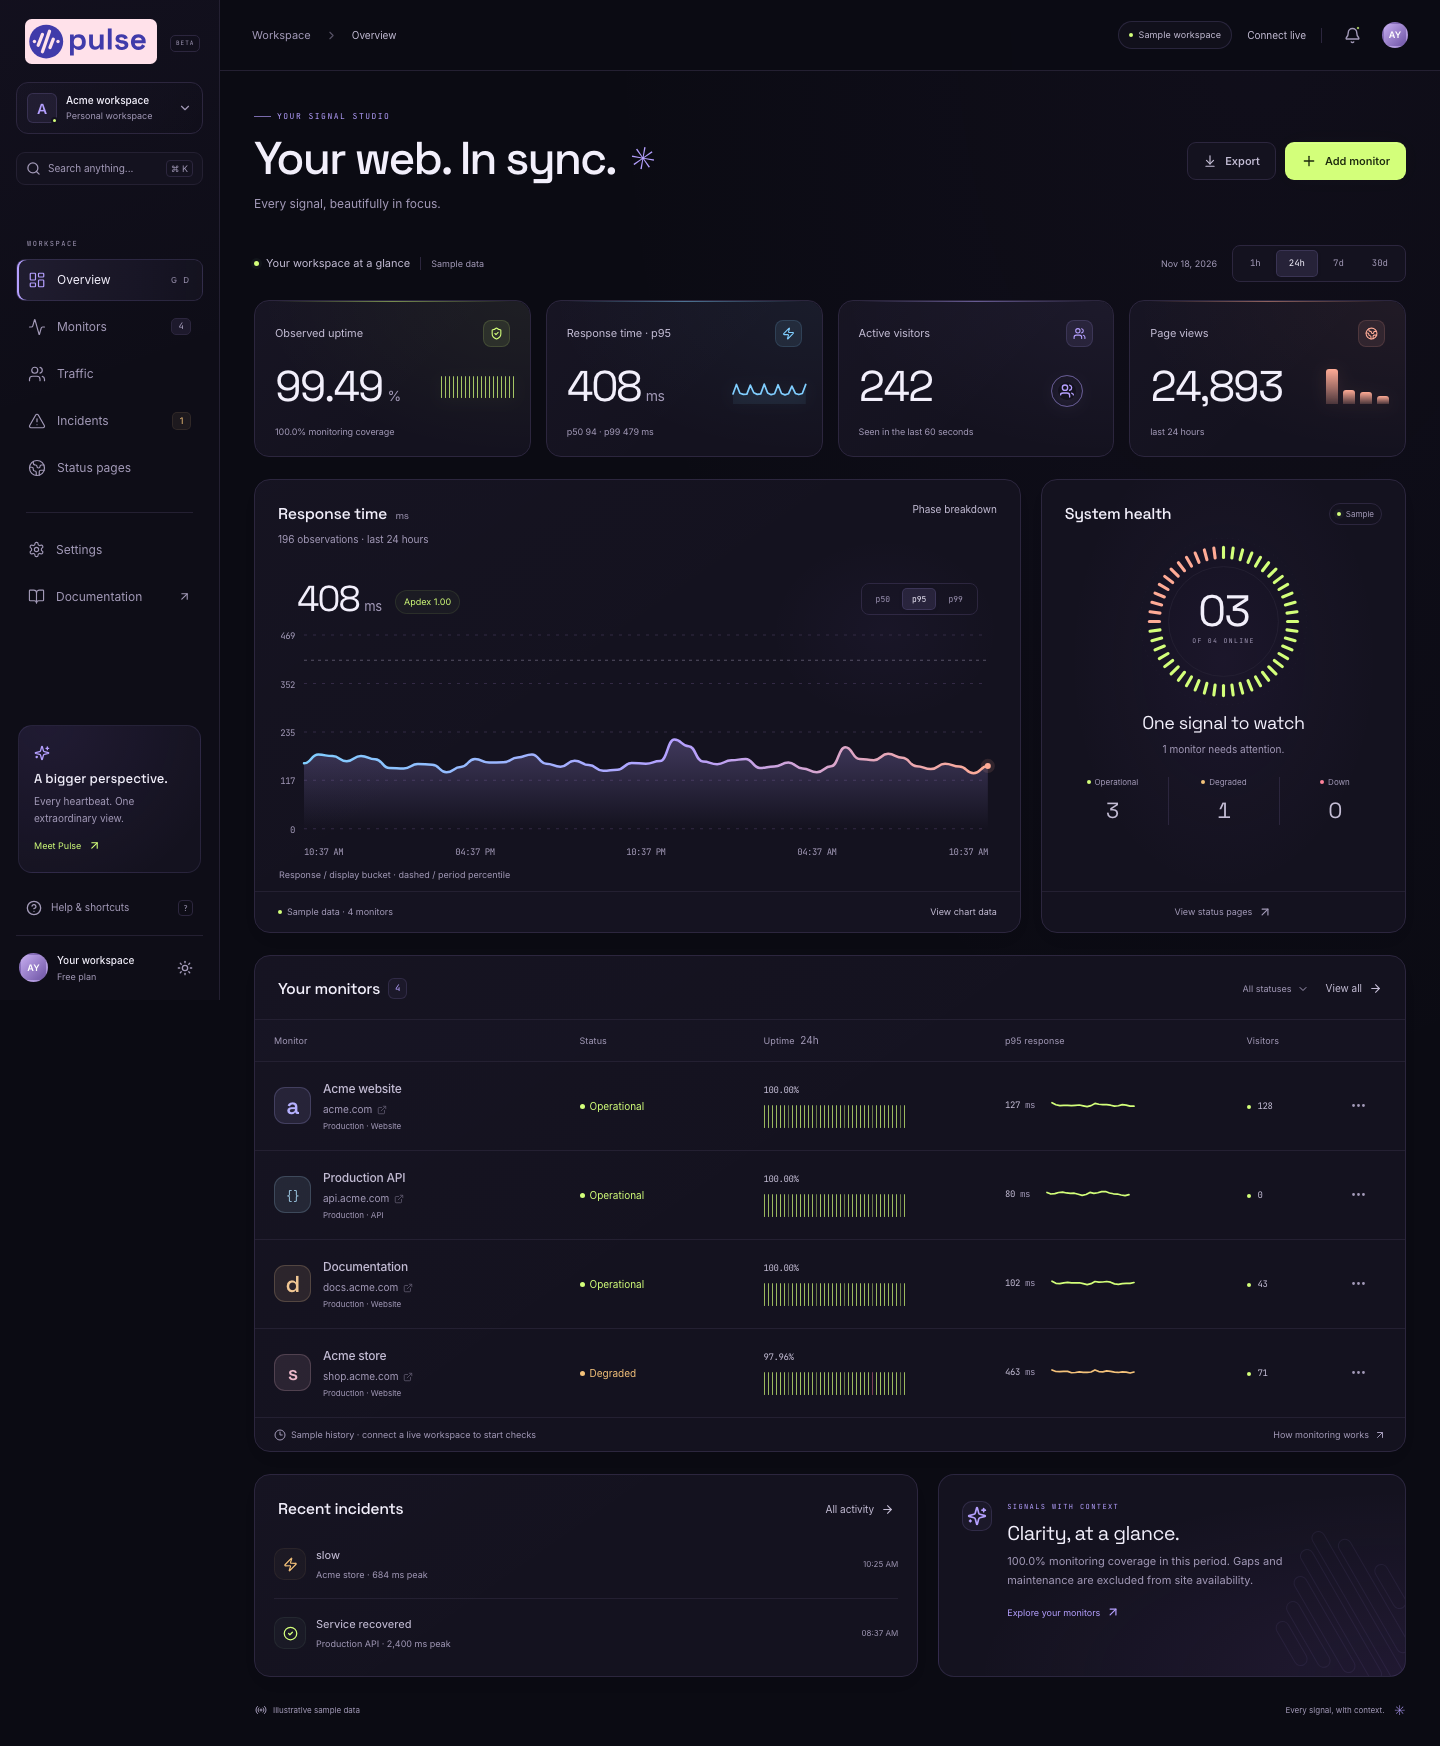 pulse
BETA
A
Acme workspace
Personal workspace
Search anything...
⌘ K
WORKSPACE
Overview
G D
Monitors
4
Traffic
Incidents
1
Status pages
Settings
Documentation
A bigger perspective.
Every heartbeat. One
extraordinary view.
Meet Pulse
Help & shortcuts
?
AY
Your workspace
Free plan
Workspace
Overview
Sample workspace
Connect live
AY
YOUR SIGNAL STUDIO
Your web. In sync.
Every signal, beautifully in focus.
Export
Add monitor
Your workspace at a glance
Sample data
Nov 18, 2026
1h
24h
7d
30d
Observed uptime
99.49 %
100.0% monitoring coverage
Response time · p95
408 ms
p50 94 · p99 479 ms
Active visitors
242
Seen in the last 60 seconds
Page views
24,893
last 24 hours
Response time ms
Phase breakdown
196 observations · last 24 hours
408 ms
Apdex 1.00
p50
p95
p99
469
352
235
117
0
10:37 AM
04:37 PM
10:37 PM
04:37 AM
10:37 AM
Response / display bucket · dashed / period percentile
Sample data · 4 monitors
View chart data
System health
Sample
03
OF 04 ONLINE
One signal to watch
1 monitor needs attention.
Operational
3
Degraded
1
Down
0
View status pages
Your monitors
4
All statuses
View all
Monitor
Status
Uptime 24h
p95 response
Visitors
a
Acme website
acme.com
Production · Website
Operational
100.00%
127 ms
128
{}
Production API
api.acme.com
Production · API
Operational
100.00%
80 ms
0
d
Documentation
docs.acme.com
Production · Website
Operational
100.00%
102 ms
43
s
Acme store
shop.acme.com
Production · Website
Degraded
97.96%
463 ms
71
Sample history · connect a live workspace to start checks
How monitoring works
Recent incidents
All activity
slow
Acme store · 684 ms peak
10:25 AM
Service recovered
Production API · 2,400 ms peak
08:37 AM
SIGNALS WITH CONTEXT
Clarity, at a glance.
100.0% monitoring coverage in this period. Gaps and
maintenance are excluded from site availability.
Explore your monitors
Illustrative sample data
Every signal, with context.